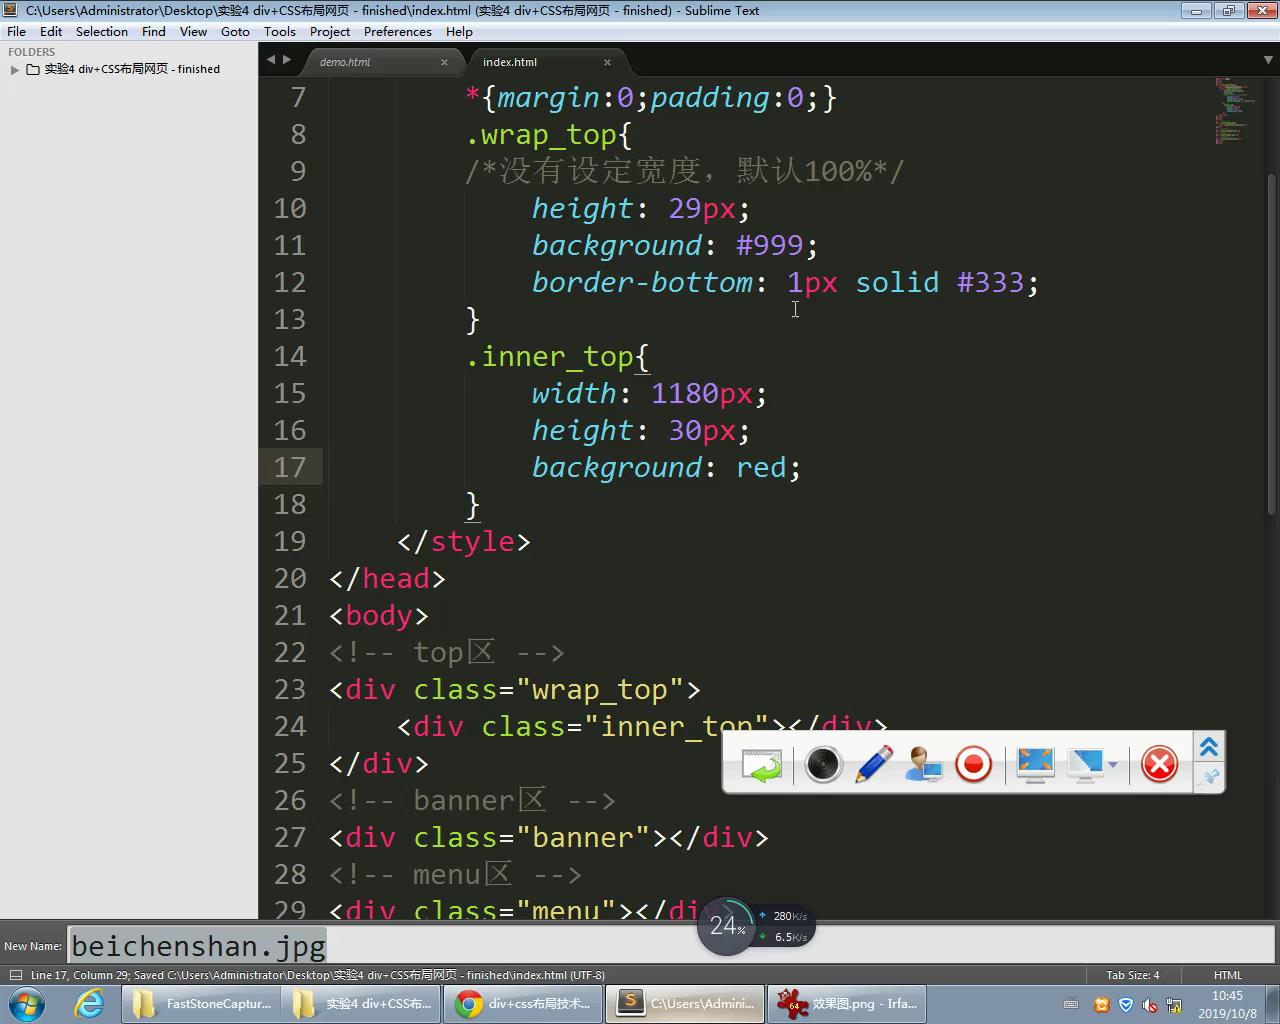 C:\Users\Administrator\Desktop\实验4 div+CSS布局网页 - finished\index.html (实验4 div+CSS布局网页 - finished) - Sublime Text
File Edit Selection Find View Goto Tools Project Preferences Help
FOLDERS
实验4 div+CSS布局网页 - finished
demo.html
index.html
7 *{margin:0;padding:0;}
8 .wrap_top{
9 /*没有设定宽度，默认100%*/
10 height: 29px;
11 background: #999;
12 border-bottom: 1px solid #333;
13 }
14 .inner_top{
15 width: 1180px;
16 height: 30px;
17 background: red;
18 }
19 </style>
20 </head>
21 <body>
22 <!-- top区 -->
23 <div class="wrap_top">
24 <div class="inner_top"></div>
25 </div>
26 <!-- banner区 -->
27 <div class="banner"></div>
28 <!-- menu区 -->
29 <div class="menu"></div>
24%
280K/s
6.5K/s
New Name: beichenshan.jpg
Line 17, Column 29; Saved C:\Users\Administrator\Desktop\实验4 div+CSS布局网页 - finished\index.html (UTF-8)
Tab Size: 4
HTML
FastStoneCaptur...
实验4 div+CSS布...
div+css布局技术...
C:\Users\Admini...
64
效果图.png - Irfa...
10:45
2019/10/8